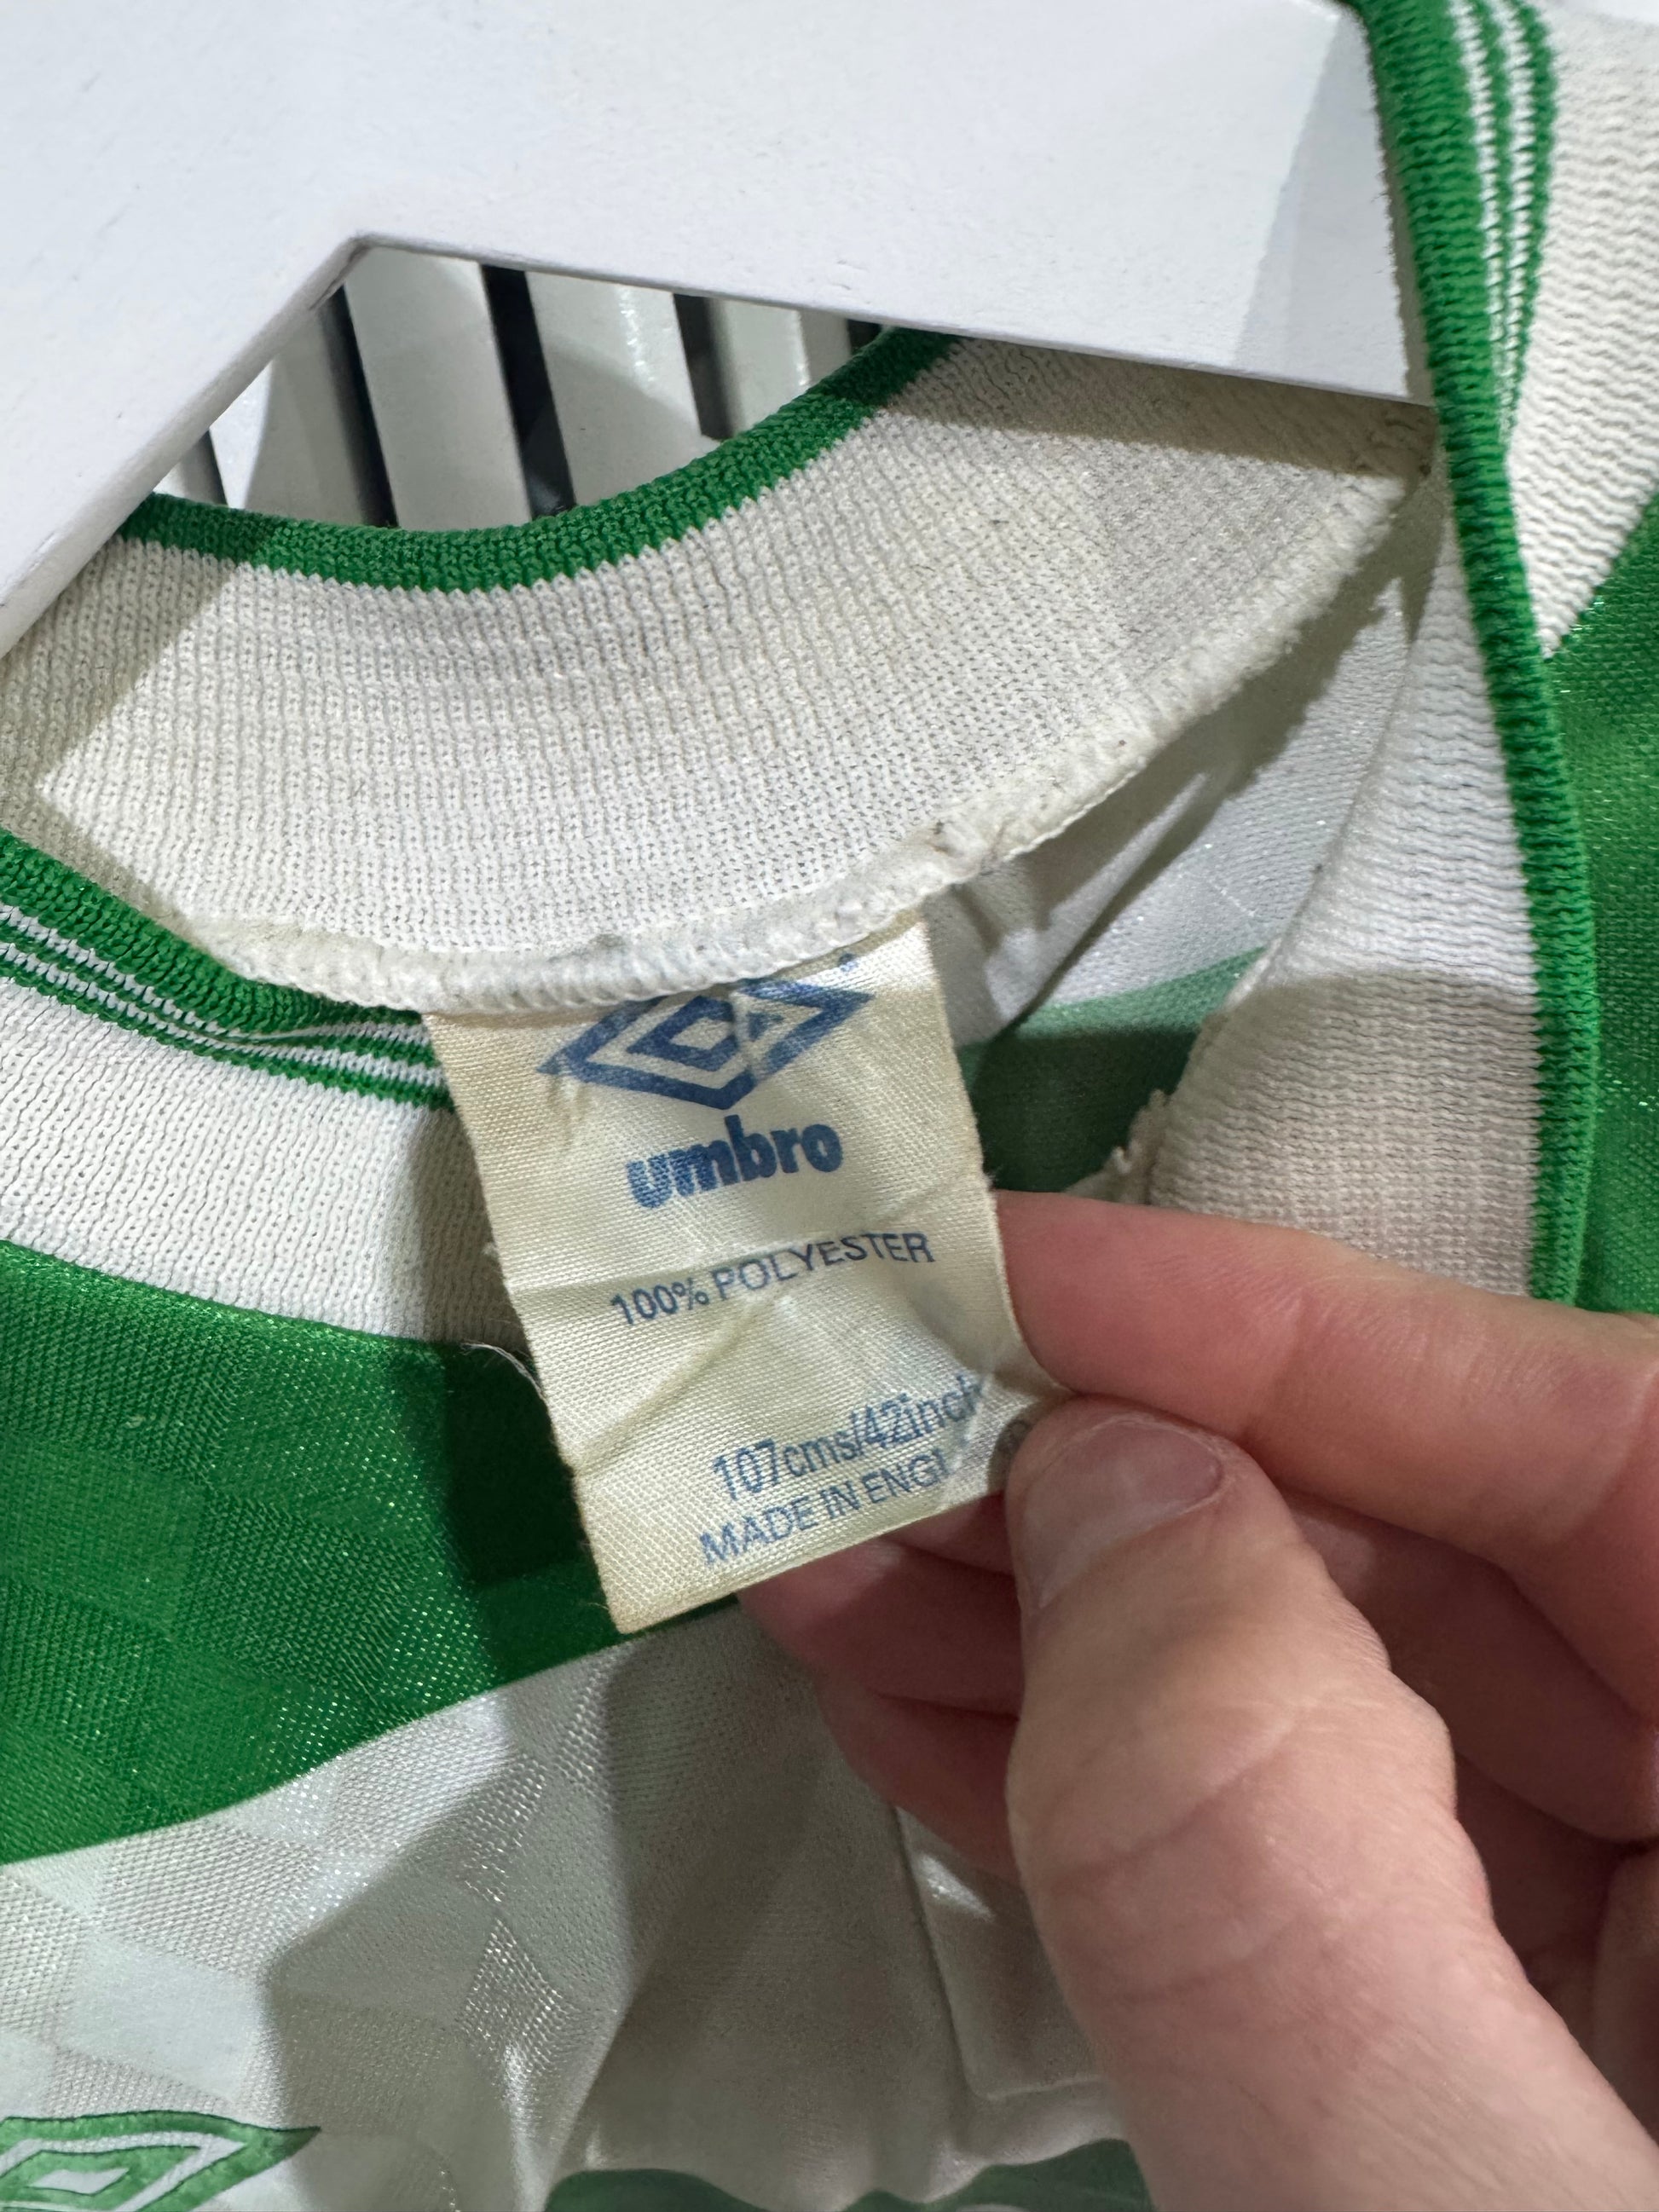 umbro
100% POLYESTER
107cms/42inch
MADE IN ENGL